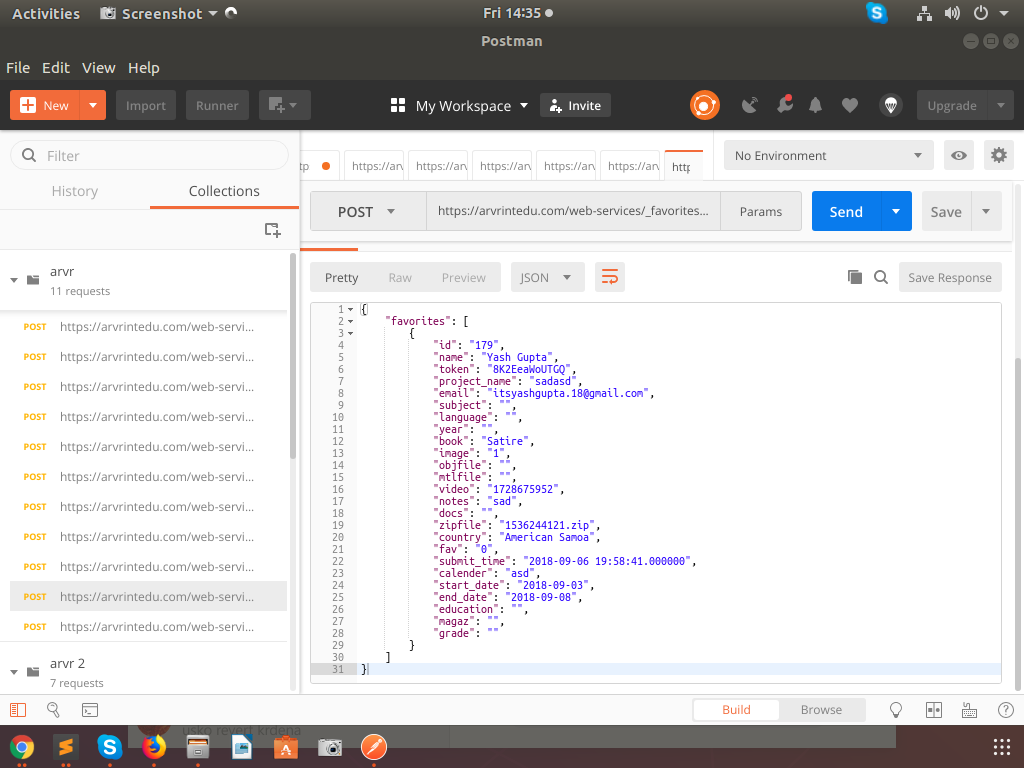 Activities Screenshot Fri 14:35
Postman
File Edit View Help
New Import Runner My Workspace Invite Upgrade
Filter
History Collections
arvr
11 requests
POST https://arvrintedu.com/web-servi...
POST https://arvrintedu.com/web-servi...
POST https://arvrintedu.com/web-servi...
POST https://arvrintedu.com/web-servi...
POST https://arvrintedu.com/web-servi...
POST https://arvrintedu.com/web-servi...
POST https://arvrintedu.com/web-servi...
POST https://arvrintedu.com/web-servi...
POST https://arvrintedu.com/web-servi...
POST https://arvrintedu.com/web-servi...
POST https://arvrintedu.com/web-servi...
arvr 2
7 requests
https://arv https://arv https://arv https://arv https://arv http No Environment
POST https://arvrintedu.com/web-services/_favorites... Params Send Save
Pretty Raw Preview JSON Save Response
1 {
2 "favorites": [
3 {
4 "id": "179",
5 "name": "Yash Gupta",
6 "token": "8K2EeaWoUTGQ",
7 "project_name": "sadasd",
8 "email": "itsyashgupta.18@gmail.com",
9 "subject": "",
10 "language": "",
11 "year": "",
12 "book": "Satire",
13 "image": "1",
14 "objfile": "",
15 "mtlfile": "",
16 "video": "1728675952",
17 "notes": "sad",
18 "docs": "",
19 "zipfile": "1536244121.zip",
20 "country": "American Samoa",
21 "fav": "0",
22 "submit_time": "2018-09-06 19:58:41.000000",
23 "calender": "asd",
24 "start_date": "2018-09-03",
25 "end_date": "2018-09-08",
26 "education": "",
27 "magaz": "",
28 "grade": ""
29 }
30 ]
31 }
Build Browse
usko revert krdena